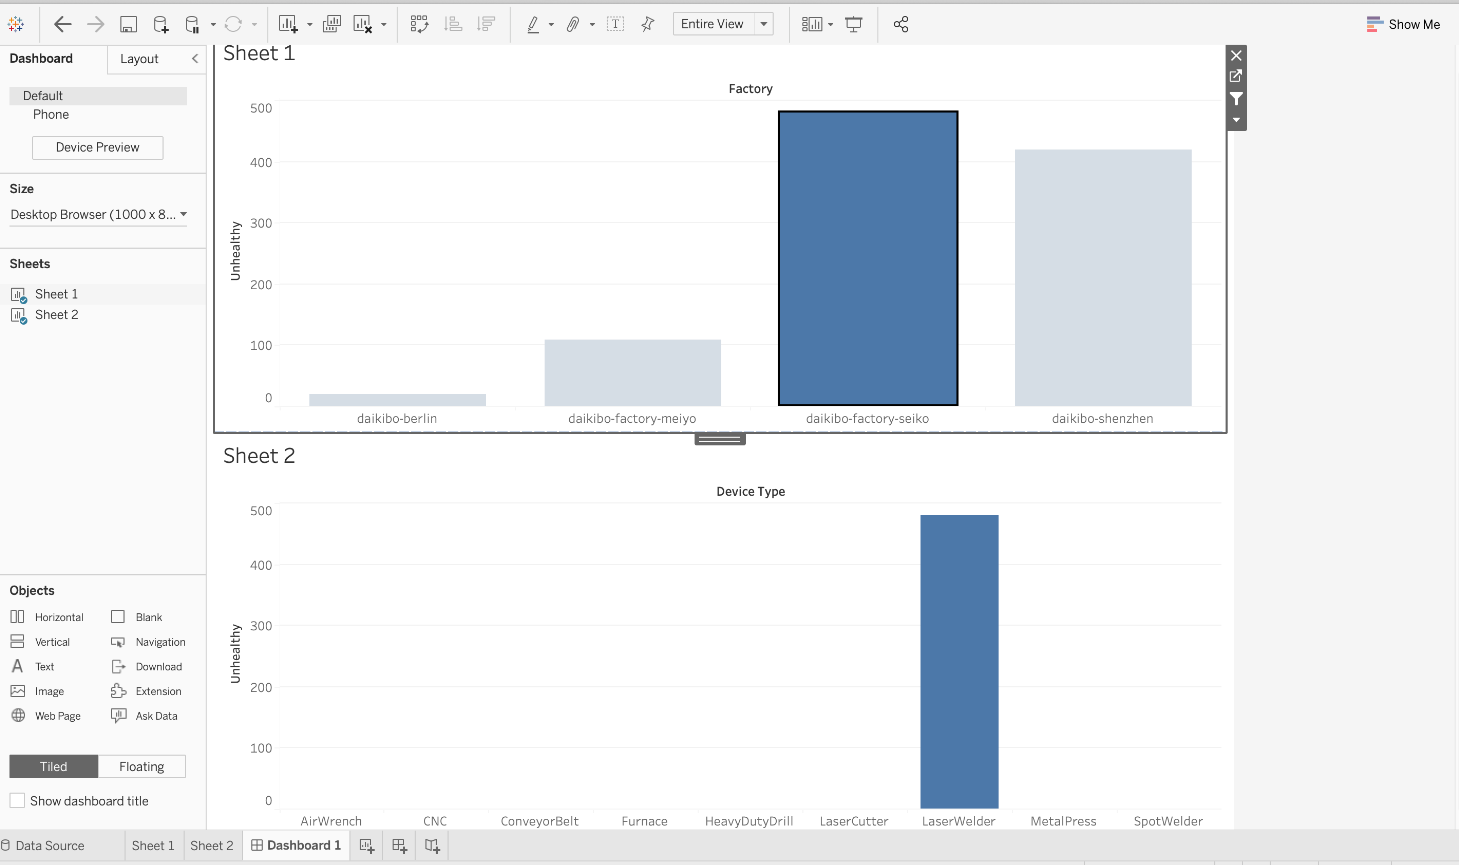 Entire View
Show Me
Dashboard
Layout
Default
Phone
Device Preview
Size
Desktop Browser (1000 x 8...
Sheets
Sheet 1
Sheet 2
Objects
Horizontal
Blank
Vertical
Navigation
A Text
Download
Image
Extension
Web Page
Ask Data
Tiled
Floating
Show dashboard title
Sheet 1
Factory
Unhealthy
500
400
300
200
100
0
daikibo-berlin
daikibo-factory-meiyo
daikibo-factory-seiko
daikibo-shenzhen
Sheet 2
Device Type
Unhealthy
500
400
300
200
100
0
AirWrench
CNC
ConveyorBelt
Furnace
HeavyDutyDrill
LaserCutter
LaserWelder
MetalPress
SpotWelder
Data Source
Sheet 1
Sheet 2
Dashboard 1